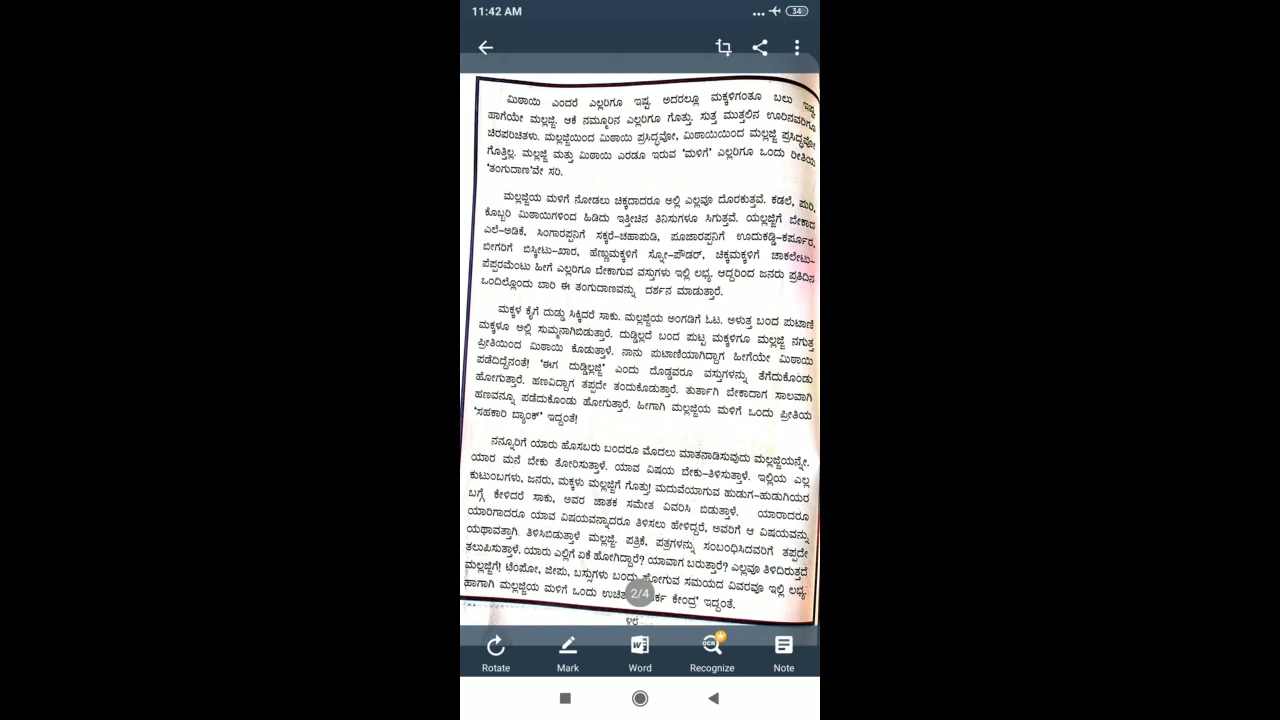 11:42 AM
34
ಮಿಠಾಯಿ ಎಂದರೆ ಎಲ್ಲರಿಗೂ ಇಷ್ಟ. ಅದರಲ್ಲೂ ಮಕ್ಕಳಿಗಂತೂ ಬಲು ಇಷ್ಟ.
ಹಾಗೆಯೇ ಮಲ್ಲಜ್ಜಿ. ಆಕೆ ನಮ್ಮೂರಿನ ಎಲ್ಲರಿಗೂ ಗೊತ್ತು. ಸುತ್ತ ಮುತ್ತಲಿನ ಊರಿನವರಿಗೂ
ಚಿರಪರಿಚಿತಳು. ಮಲ್ಲಜ್ಜಿಯಿಂದ ಮಿಠಾಯಿ ಪ್ರಸಿದ್ಧವೋ, ಮಿಠಾಯಿಯಿಂದ ಮಲ್ಲಜ್ಜಿ ಪ್ರಸಿದ್ಧವೋ
ಗೊತ್ತಿಲ್ಲ. ಮಲ್ಲಜ್ಜಿ ಮತ್ತು ಮಿಠಾಯಿ ಎರಡೂ ಇರುವ ‘ಮಳಿಗೆ’ ಎಲ್ಲರಿಗೂ ಒಂದು ರೀತಿಯ
‘ತಂಗುದಾಣ’ವೇ ಸರಿ.
ಮಲ್ಲಜ್ಜಿಯ ಮಳಿಗೆ ನೋಡಲು ಚಿಕ್ಕದಾದರೂ ಅಲ್ಲಿ ಎಲ್ಲವೂ ದೊರಕುತ್ತವೆ. ಕಡಲೆ, ಪುರಿ,
ಕೊಬ್ಬರಿ ಮಿಠಾಯಿಗಳಿಂದ ಹಿಡಿದು ಇತ್ತೀಚಿನ ತಿನಿಸುಗಳೂ ಸಿಗುತ್ತವೆ. ಯಲ್ಲಜ್ಜಿಗೆ ಬೇಕಾದ
ಎಲೆ-ಅಡಿಕೆ, ಸಿಂಗಾರಪ್ಪನಿಗೆ ಸಕ್ಕರೆ-ಚಹಾಪುಡಿ, ಪೂಚಾರಪ್ಪನಿಗೆ ಊದುಕಡ್ಡಿ-ಕರ್ಪೂರ,
ಬೀಗರಿಗೆ ಬಿಸ್ಕೀಟು-ಖಾರ, ಹೆಣ್ಣುಮಕ್ಕಳಿಗೆ ಸ್ನೋ-ಪೌಡರ್, ಚಿಕ್ಕಮಕ್ಕಳಿಗೆ ಚಾಕಲೇಟು-
ಪೆಪ್ಪರಮೆಂಟು ಹೀಗೆ ಎಲ್ಲರಿಗೂ ಬೇಕಾಗುವ ವಸ್ತುಗಳು ಇಲ್ಲಿ ಲಭ್ಯ. ಆದ್ದರಿಂದ ಜನರು ಪ್ರತಿದಿನ
ಒಂದಿಲ್ಲೊಂದು ಬಾರಿ ಈ ತಂಗುದಾಣವನ್ನು ದರ್ಶನ ಮಾಡುತ್ತಾರೆ.
ಮಕ್ಕಳ ಕೈಗೆ ದುಡ್ಡು ಸಿಕ್ಕಿದರೆ ಸಾಕು. ಮಲ್ಲಜ್ಜಿಯ ಅಂಗಡಿಗೆ ಓಟ. ಅಳುತ್ತ ಬಂದ ಪುಟಾಣಿ
ಮಕ್ಕಳೂ ಅಲ್ಲಿ ಸುಮ್ಮನಾಗಿಬಿಡುತ್ತಾರೆ. ದುಡ್ಡಿಲ್ಲದೆ ಬಂದ ಪುಟ್ಟ ಮಕ್ಕಳಿಗೂ ಮಲ್ಲಜ್ಜಿ ನಗುತ್ತ
ಪ್ರೀತಿಯಿಂದ ಮಿಠಾಯಿ ಕೊಡುತ್ತಾಳೆ. ನಾನು ಪುಟಾಣಿಯಾಗಿದ್ದಾಗ ಹೀಗೆಯೇ ಮಿಠಾಯಿ
ಪಡೆದಿದ್ದೆನಂತೆ! ‘ಈಗ ದುಡ್ಡಿಲ್ಲಜ್ಜಿ’ ಎಂದು ದೊಡ್ಡವರೂ ವಸ್ತುಗಳನ್ನು ತೆಗೆದುಕೊಂಡು
ಹೋಗುತ್ತಾರೆ. ಹಣವಿದ್ದಾಗ ತಪ್ಪದೇ ತಂದುಕೊಡುತ್ತಾರೆ. ತುರ್ತಾಗಿ ಬೇಕಾದಾಗ ಸಾಲವಾಗಿ
ಹಣವನ್ನೂ ಪಡೆದುಕೊಂಡು ಹೋಗುತ್ತಾರೆ. ಹೀಗಾಗಿ ಮಲ್ಲಜ್ಜಿಯ ಮಳಿಗೆ ಒಂದು ಪ್ರೀತಿಯ
‘ಸಹಕಾರಿ ಬ್ಯಾಂಕ್’ ಇದ್ದಂತೆ!
ನನ್ನೂರಿಗೆ ಯಾರು ಹೊಸಬರು ಬಂದರೂ ಮೊದಲು ಮಾತನಾಡಿಸುವುದು ಮಲ್ಲಜ್ಜಿಯನ್ನೇ.
ಯಾರ ಮನೆ ಬೇಕು ತೋರಿಸುತ್ತಾಳೆ. ಯಾವ ವಿಷಯ ಬೇಕು-ತಿಳಿಸುತ್ತಾಳೆ. ಇಲ್ಲಿಯ ಎಲ್ಲ
ಕುಟುಂಬಗಳು, ಜನರು, ಮಕ್ಕಳು ಮಲ್ಲಜ್ಜಿಗೆ ಗೊತ್ತು! ಮದುವೆಯಾಗುವ ಹುಡುಗ-ಹುಡುಗಿಯರ
ಬಗ್ಗೆ ಕೇಳಿದರೆ ಸಾಕು, ಅವರ ಜಾತಕ ಸಮೇತ ವಿವರಿಸಿ ಬಿಡುತ್ತಾಳೆ. ಯಾರಾದರೂ
ಯಾರಿಗಾದರೂ ಯಾವ ವಿಷಯವನ್ನಾದರೂ ತಿಳಿಸಲು ಹೇಳಿದ್ದರೆ, ಅವರಿಗೆ ಆ ವಿಷಯವನ್ನು
ಯಥಾವತ್ತಾಗಿ ತಿಳಿಸಿಬಿಡುತ್ತಾಳೆ ಮಲ್ಲಜ್ಜಿ. ಪತ್ರಿಕೆ, ಪತ್ರಗಳನ್ನು ಸಂಬಂಧಿಸಿದವರಿಗೆ ತಪ್ಪದೇ
ತಲುಪಿಸುತ್ತಾಳೆ. ಯಾರು ಎಲ್ಲಿಗೆ ಏಕೆ ಹೋಗಿದ್ದಾರೆ? ಯಾವಾಗ ಬರುತ್ತಾರೆ? ಎಲ್ಲವೂ ತಿಳಿದಿರುತ್ತದೆ
ಮಲ್ಲಜ್ಜಿಗೆ! ಟೆಂಪೋ, ಜೀಪು, ಬಸ್ಸುಗಳು ಬಂದು ಹೋಗುವ ಸಮಯದ ವಿವರವೂ ಇಲ್ಲಿ ಲಭ್ಯ.
ಹಾಗಾಗಿ ಮಲ್ಲಜ್ಜಿಯ ಮಳಿಗೆ ಒಂದು ಕೇಂದ್ರ’ ಇದ್ದಂತೆ.
2/4
Rotate Mark Word Recognize Note